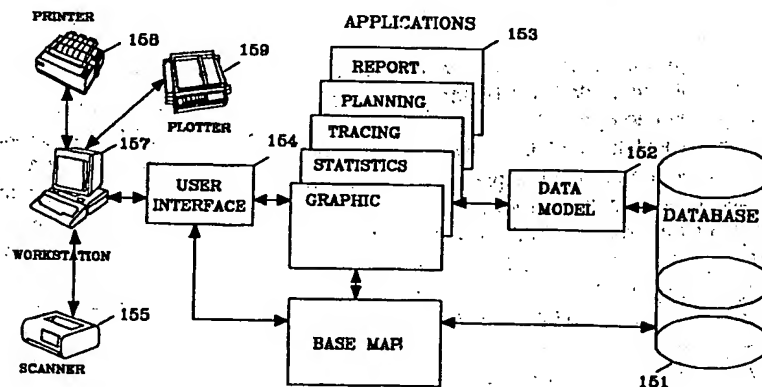 PRINTER
158
159
PLOTTER
157
WORKSTATION
155
SCANNER
154
USER
INTERFACE
APPLICATIONS
153
REPORT
PLANNING
TRACING
STATISTICS
GRAPHIC
BASE MAP
152
DATA
MODEL
DATABASE
151